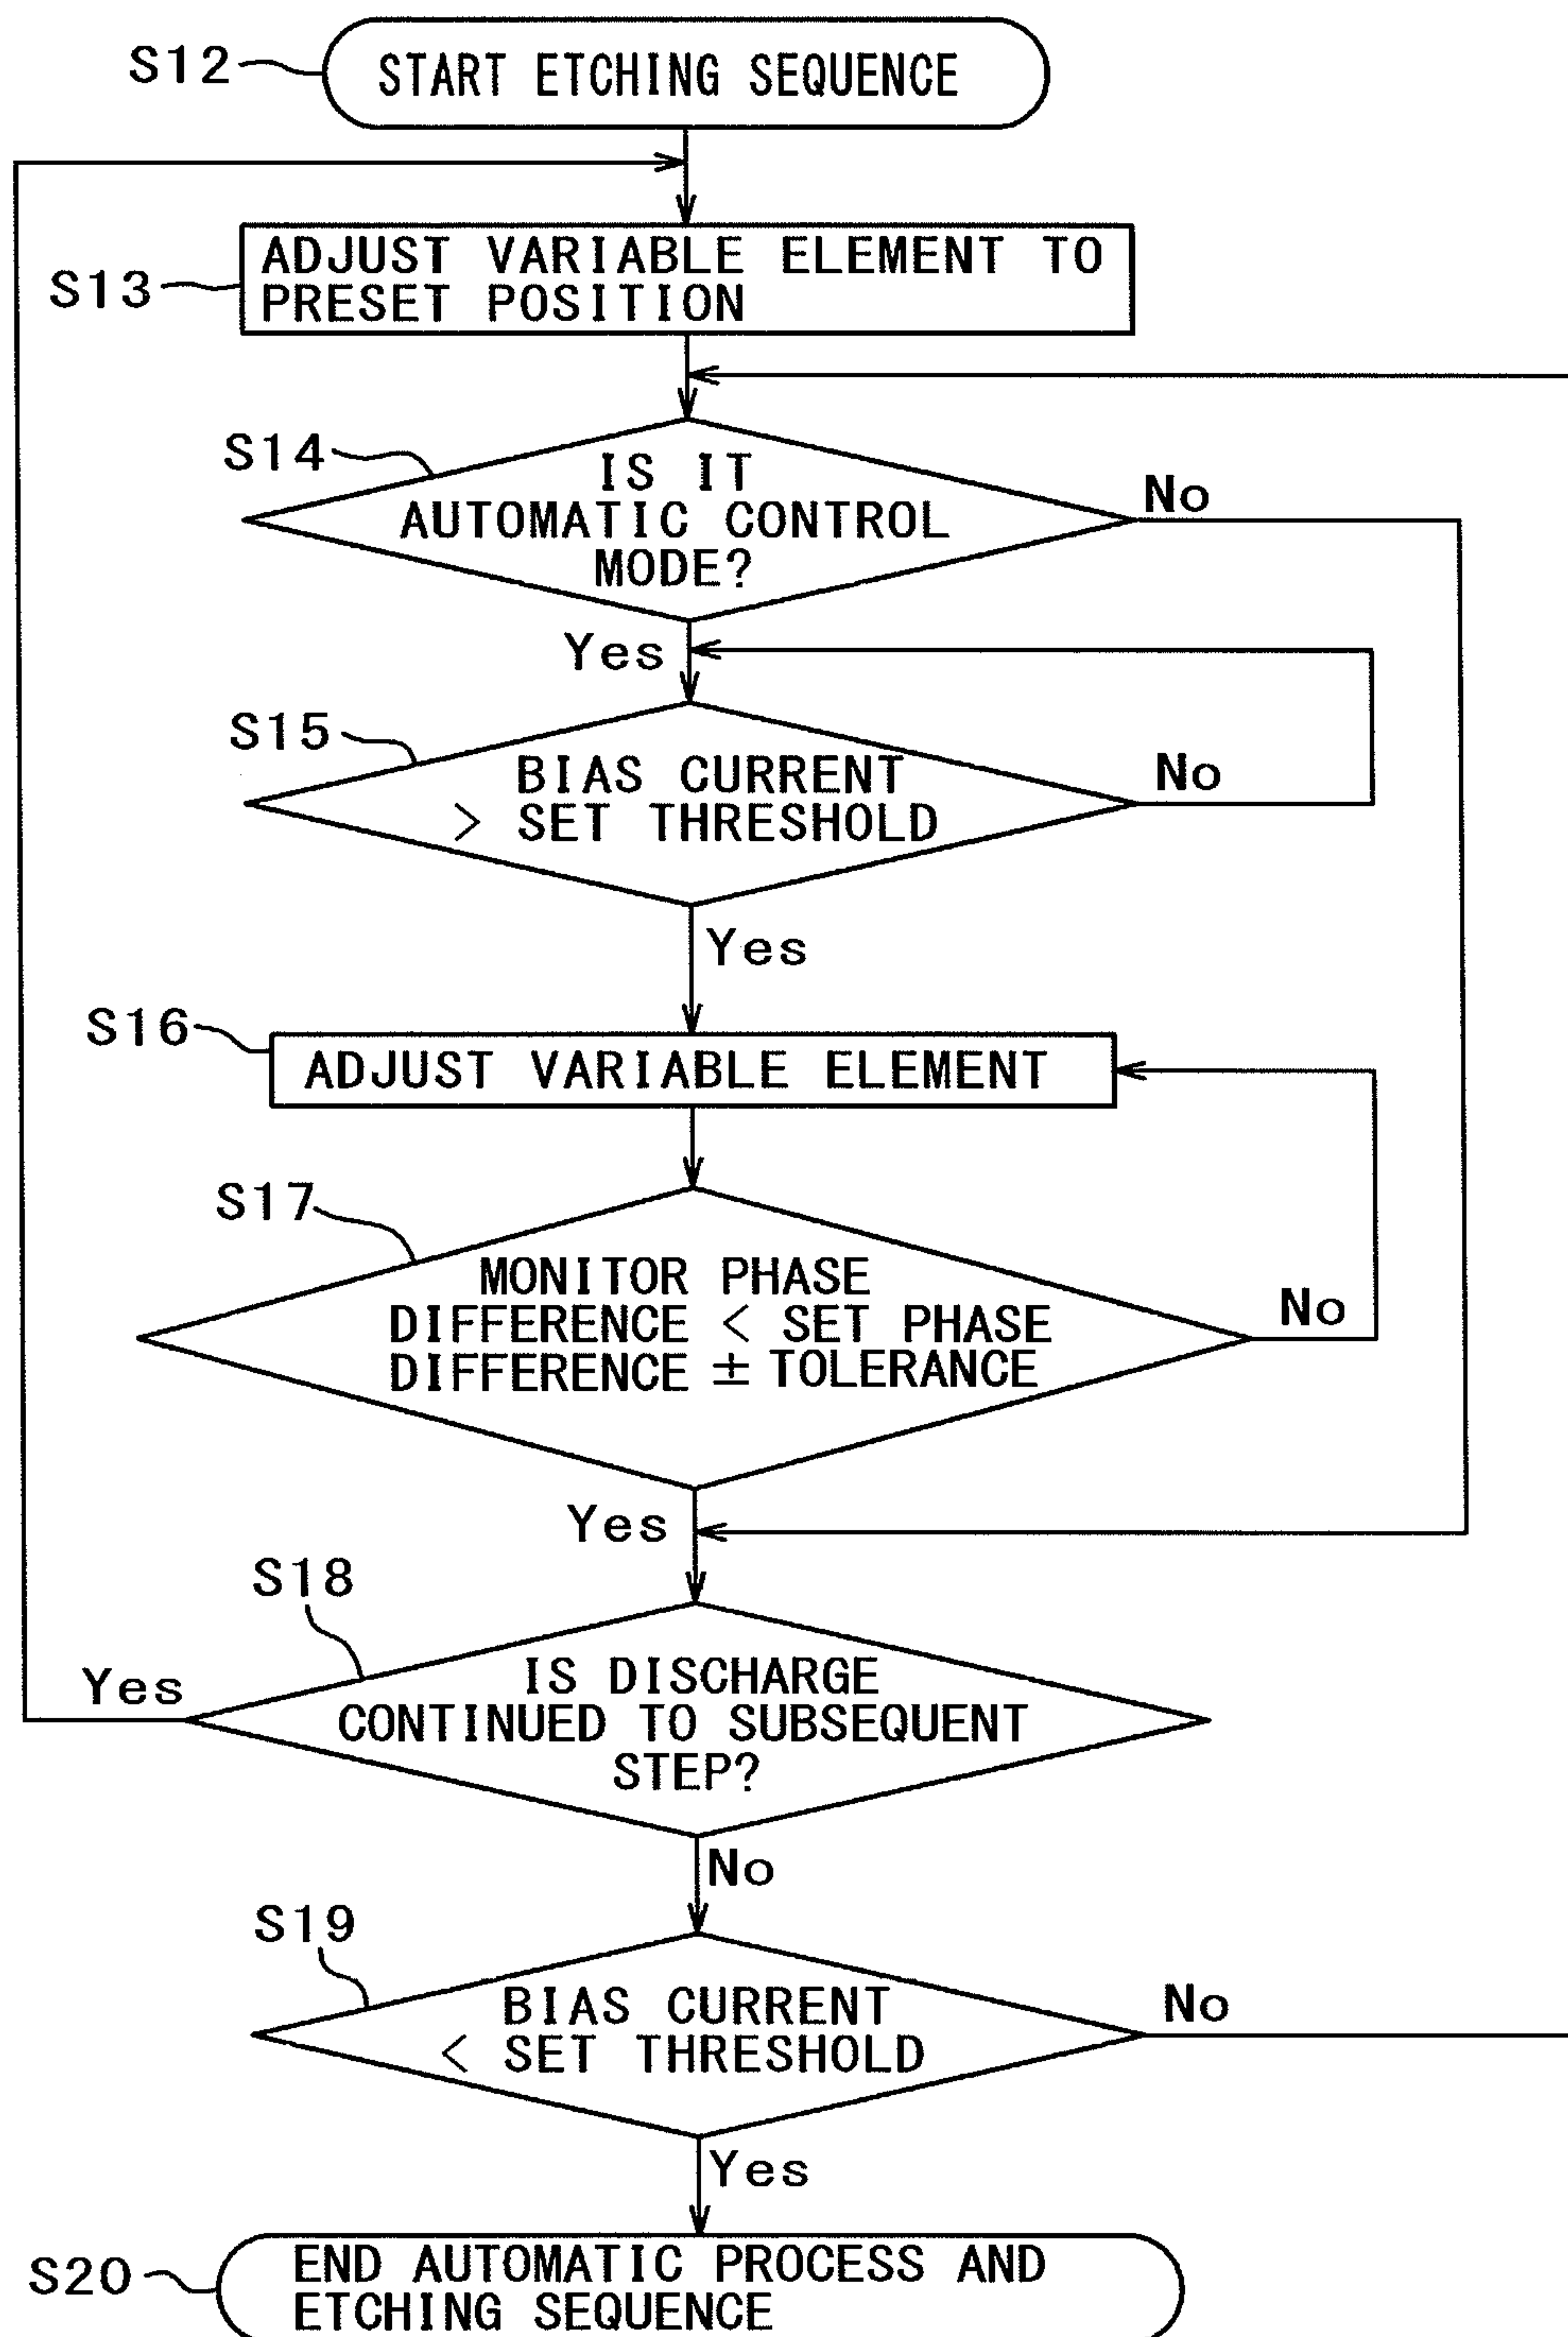 S12
START ETCHING SEQUENCE
S13
ADJUST VARIABLE ELEMENT TO
PRESET POSITION
S14
IS IT
AUTOMATIC CONTROL
MODE?
No
Yes
S15
BIAS CURRENT
> SET THRESHOLD
No
Yes
S16
ADJUST VARIABLE ELEMENT
S17
MONITOR PHASE
DIFFERENCE < SET PHASE
DIFFERENCE ± TOLERANCE
No
Yes
S18
IS DISCHARGE
CONTINUED TO SUBSEQUENT
STEP?
Yes
No
S19
BIAS CURRENT
< SET THRESHOLD
No
Yes
S20
END AUTOMATIC PROCESS AND
ETCHING SEQUENCE